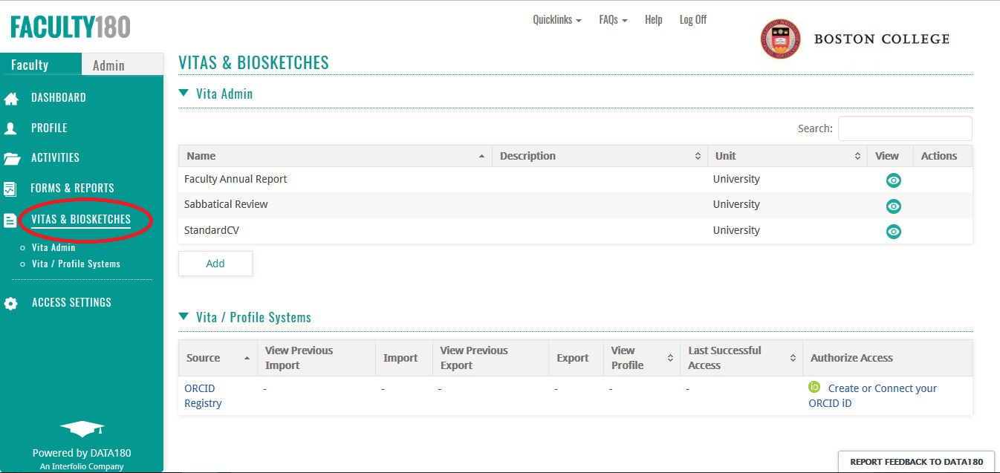 FACULTY180
Quicklinks FAQs Help Log Off
BOSTON COLLEGE
Faculty Admin
DASHBOARD
PROFILE
ACTIVITIES
FORMS & REPORTS
VITAS & BIOSKETCHES
Vita Admin
Vita / Profile Systems
ACCESS SETTINGS
Powered by DATA180
An Interfolio Company
VITAS & BIOSKETCHES
Vita Admin
Search:
Name Description Unit View Actions
Faculty Annual Report University
Sabbatical Review University
StandardCV University
Add
Vita / Profile Systems
Source View Previous Import Import View Previous Export Export View Profile Last Successful Access Authorize Access
ORCID - - - - - - iD Create or Connect your
Registry ORCID iD
REPORT FEEDBACK TO DATA180